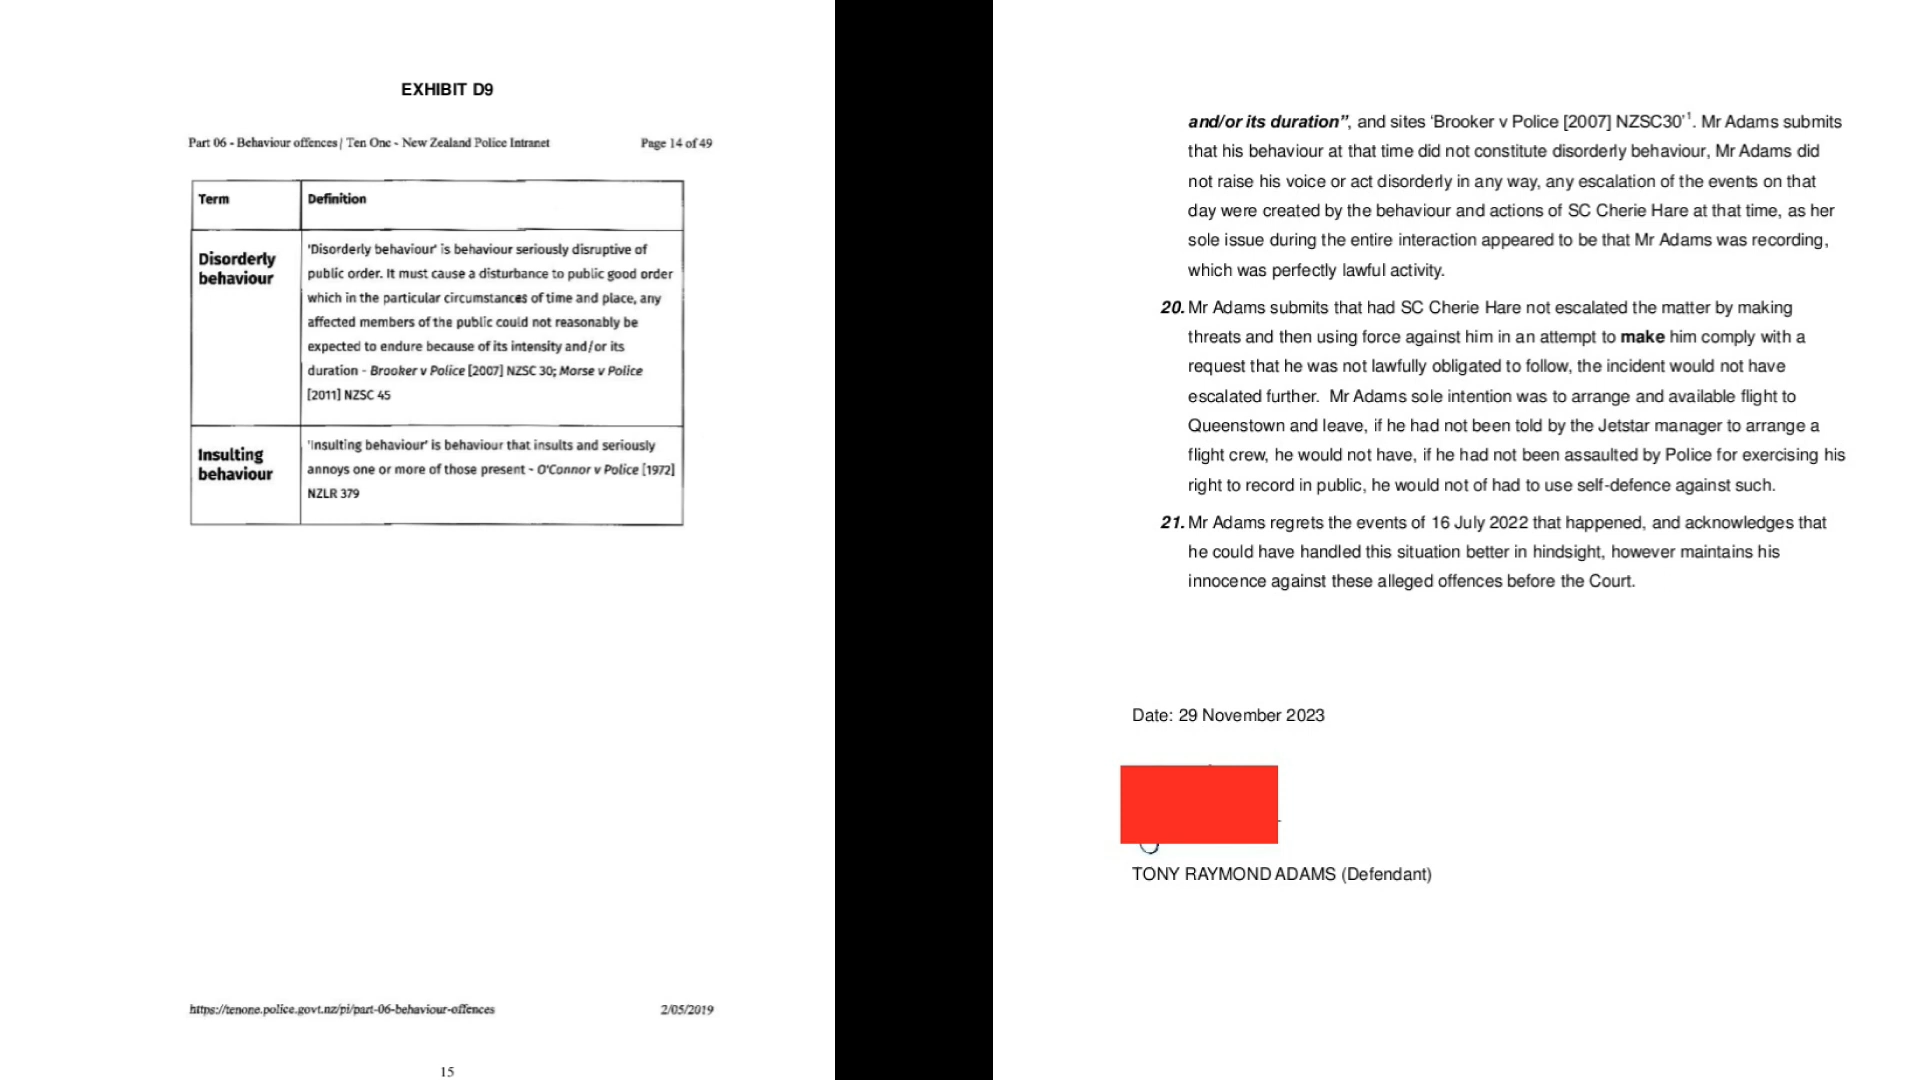 EXHIBIT D9
Part 06 - Behaviour offences | Ten One - New Zealand Police Intranet
Page 14 of 49
Term
Definition
Disorderly
behaviour
'Disorderly behaviour' is behaviour seriously disruptive of
public order. It must cause a disturbance to public good order
which in the particular circumstances of time and place, any
affected members of the public could not reasonably be
expected to endure because of its intensity and/or its
duration - Brooker v Police [2007] NZSC 30; Morse v Police
[2011] NZSC 45
Insulting
behaviour
'Insulting behaviour' is behaviour that insults and seriously
annoys one or more of those present - O'Connor v Police [1972]
NZLR 379
https://tenone.police.govt.nz/pi/part-06-behaviour-offences
2/05/2019
15
and/or its duration”, and sites ‘Brooker v Police [2007] NZSC30’¹. Mr Adams submits
that his behaviour at that time did not constitute disorderly behaviour, Mr Adams did
not raise his voice or act disorderly in any way, any escalation of the events on that
day were created by the behaviour and actions of SC Cherie Hare at that time, as her
sole issue during the entire interaction appeared to be that Mr Adams was recording,
which was perfectly lawful activity.
20. Mr Adams submits that had SC Cherie Hare not escalated the matter by making
threats and then using force against him in an attempt to make him comply with a
request that he was not lawfully obligated to follow, the incident would not have
escalated further. Mr Adams sole intention was to arrange and available flight to
Queenstown and leave, if he had not been told by the Jetstar manager to arrange a
flight crew, he would not have, if he had not been assaulted by Police for exercising his
right to record in public, he would not of had to use self-defence against such.
21. Mr Adams regrets the events of 16 July 2022 that happened, and acknowledges that
he could have handled this situation better in hindsight, however maintains his
innocence against these alleged offences before the Court.
Date: 29 November 2023
TONY RAYMOND ADAMS (Defendant)